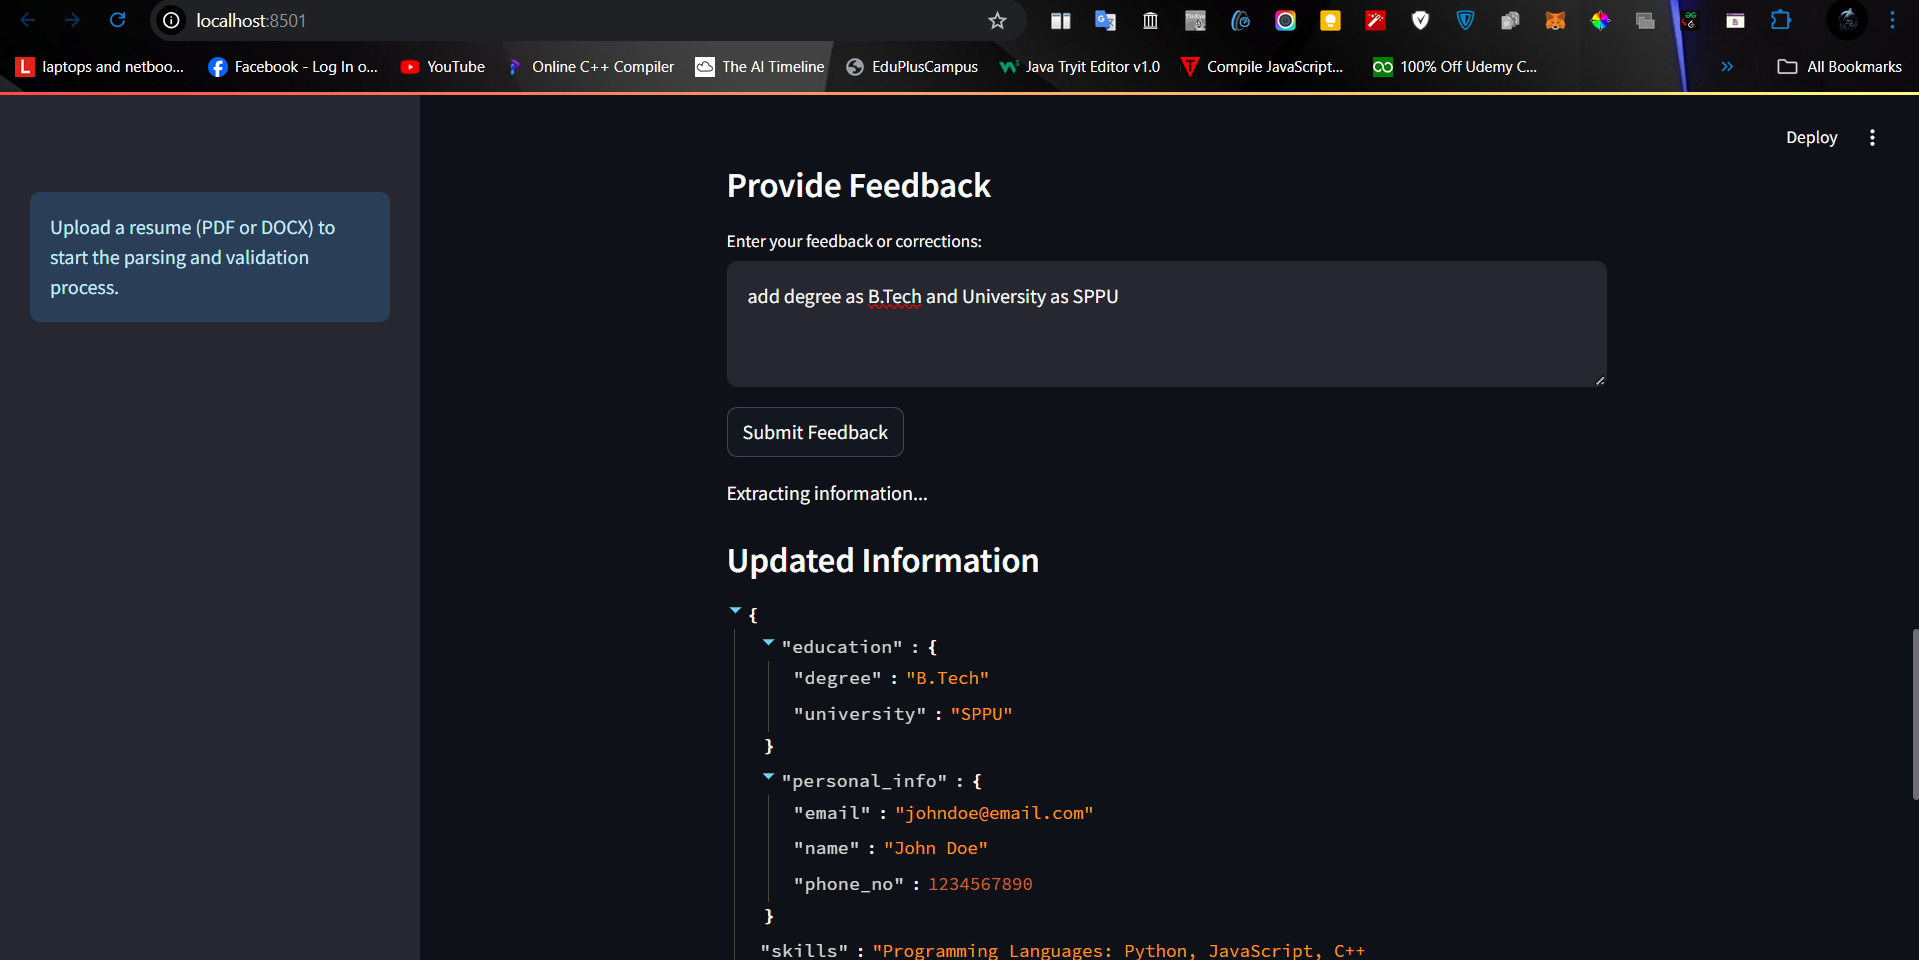 localhost:8501
laptops and netboo... Facebook - Log In o... YouTube Online C++ Compiler The AI Timeline EduPlusCampus Java Tryit Editor v1.0 Compile JavaScript... 100% Off Udemy C... » All Bookmarks
Deploy
Upload a resume (PDF or DOCX) to
start the parsing and validation
process.
Provide Feedback
Enter your feedback or corrections:
add degree as B.Tech and University as SPPU
Submit Feedback
Extracting information...
Updated Information
{
"education" : {
"degree" : "B.Tech"
"university" : "SPPU"
}
"personal_info" : {
"email" : "johndoe@email.com"
"name" : "John Doe"
"phone_no" : 1234567890
}
"skills" : "Programming Languages: Python, JavaScript, C++